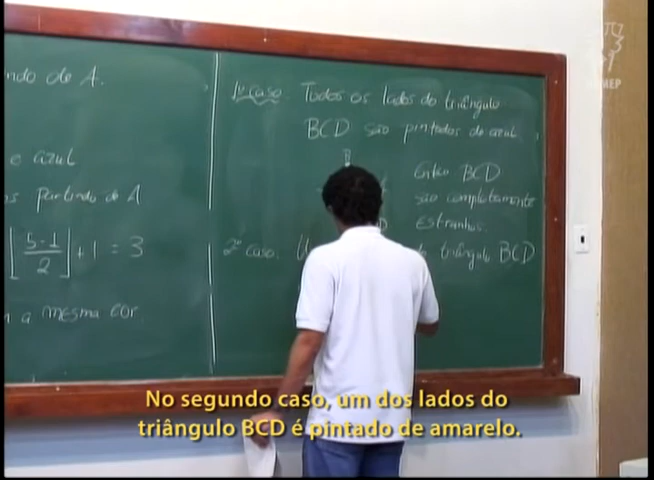 ndo de A.
e o azul
s partindo de A
[5·1/2] + 1 = 3
a mesma cor
1º caso. Todos os lados do triângulo
BCD são pintados de azul
B
Então BCD
são completamente
estranhos.
2º caso. U do triângulo BCD
No segundo caso, um dos lados do
triângulo BCD é pintado de amarelo.